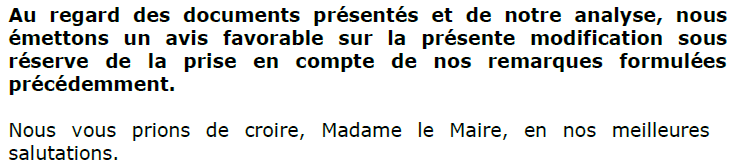 Au regard des documents présentés et de notre analyse, nous
émettons un avis favorable sur la présente modification sous
réserve de la prise en compte de nos remarques formulées
précédemment.
Nous vous prions de croire, Madame le Maire, en nos meilleures
salutations.